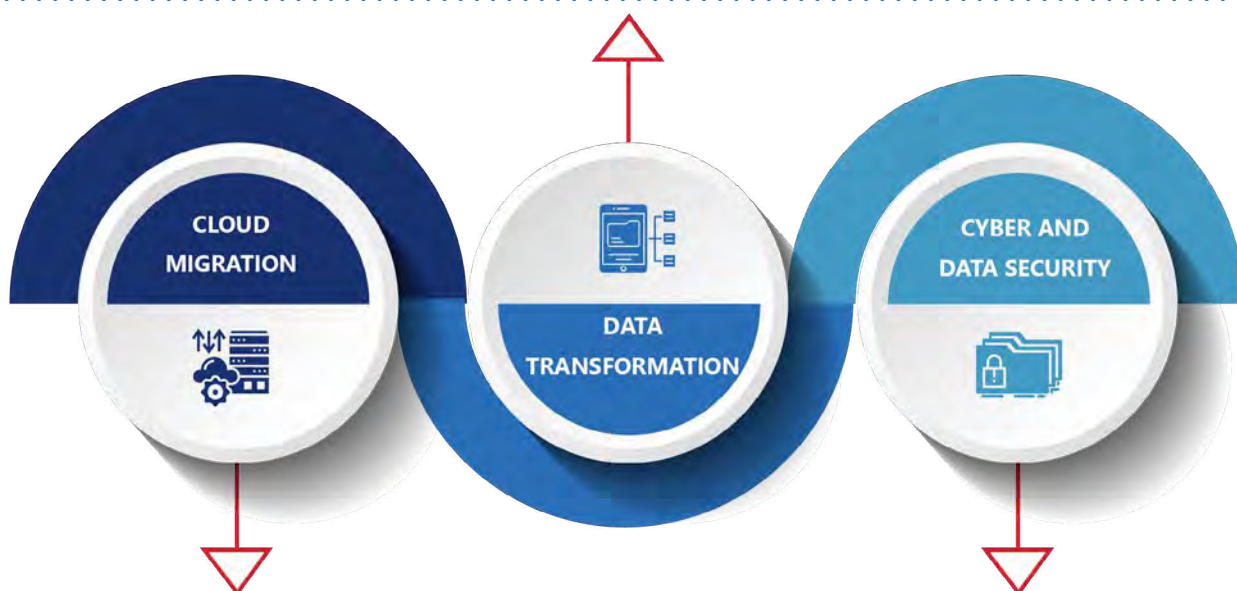 CLOUD
MIGRATION
DATA
TRANSFORMATION
CYBER AND
DATA SECURITY